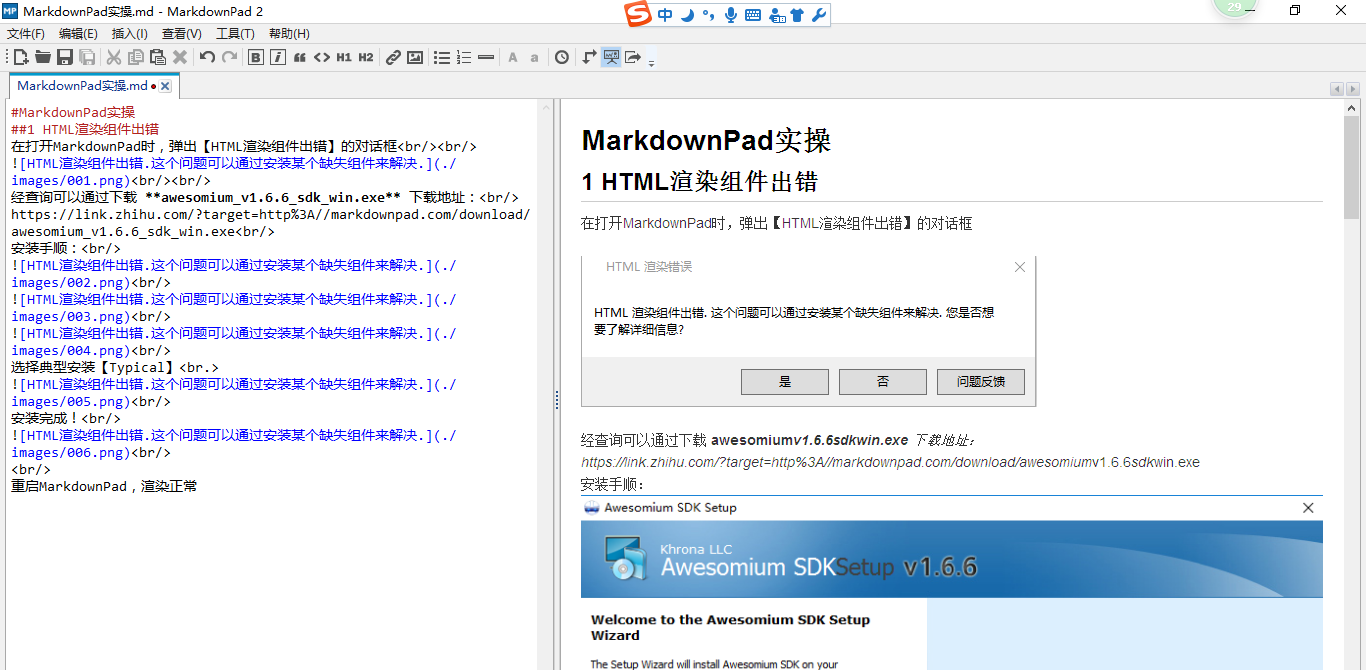 MarkdownPad实操.md - MarkdownPad 2
中
29
文件(F) 编辑(E) 插入(I) 查看(V) 工具(T) 帮助(H)
B i H1 H2 A a
MarkdownPad实操.md
#MarkdownPad实操
##1 HTML渲染组件出错
在打开MarkdownPad时，弹出【HTML渲染组件出错】的对话框<br/><br/>
![HTML渲染组件出错.这个问题可以通过安装某个缺失组件来解决.](./
images/001.png)<br/><br/>
经查询可以通过下载 **awesomium_v1.6.6_sdk_win.exe** 下载地址：<br/>
https://link.zhihu.com/?target=http%3A//markdownpad.com/download/
awesomium_v1.6.6_sdk_win.exe<br/>
安装手顺：<br/>
![HTML渲染组件出错.这个问题可以通过安装某个缺失组件来解决.](./
images/002.png)<br/>
![HTML渲染组件出错.这个问题可以通过安装某个缺失组件来解决.](./
images/003.png)<br/>
![HTML渲染组件出错.这个问题可以通过安装某个缺失组件来解决.](./
images/004.png)<br/>
选择典型安装【Typical】<br.>
![HTML渲染组件出错.这个问题可以通过安装某个缺失组件来解决.](./
images/005.png)<br/>
安装完成！<br/>
![HTML渲染组件出错.这个问题可以通过安装某个缺失组件来解决.](./
images/006.png)<br/>
<br/>
重启MarkdownPad，渲染正常
MarkdownPad实操
1 HTML渲染组件出错
在打开MarkdownPad时，弹出【HTML渲染组件出错】的对话框
HTML 渲染错误
HTML 渲染组件出错. 这个问题可以通过安装某个缺失组件来解决. 您是否想
要了解详细信息?
是 否 问题反馈
经查询可以通过下载 awesomiumv1.6.6sdkwin.exe 下载地址：
https://link.zhihu.com/?target=http%3A//markdownpad.com/download/awesomiumv1.6.6sdkwin.exe
安装手顺：
Awesomium SDK Setup
Khrona LLC
Awesomium SDKSetup v1.6.6
Welcome to the Awesomium SDK Setup
Wizard
The Setup Wizard will install Awesomium SDK on your